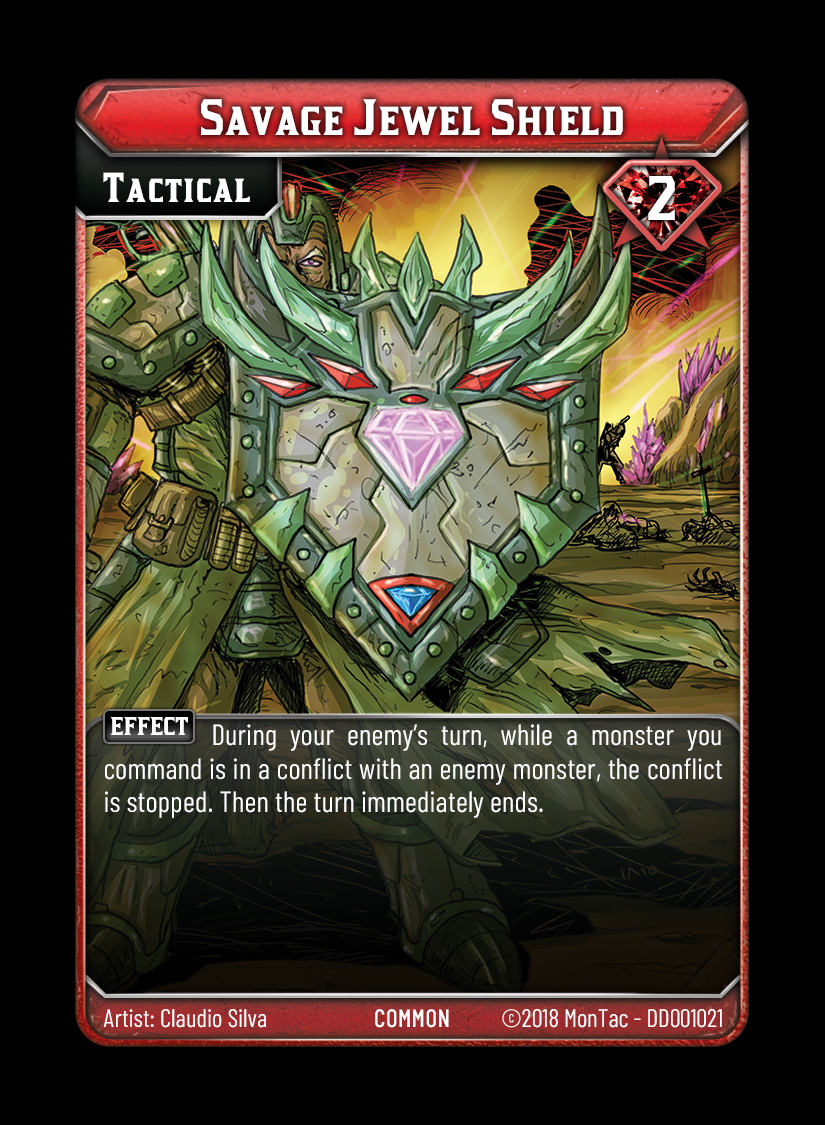 Savage Jewel Shield
Tactical
2
EFFECT During your enemy's turn, while a monster you
command is in a conflict with an enemy monster, the conflict
is stopped. Then the turn immediately ends.
Artist: Claudio Silva COMMON ©2018 MonTac - DD001021